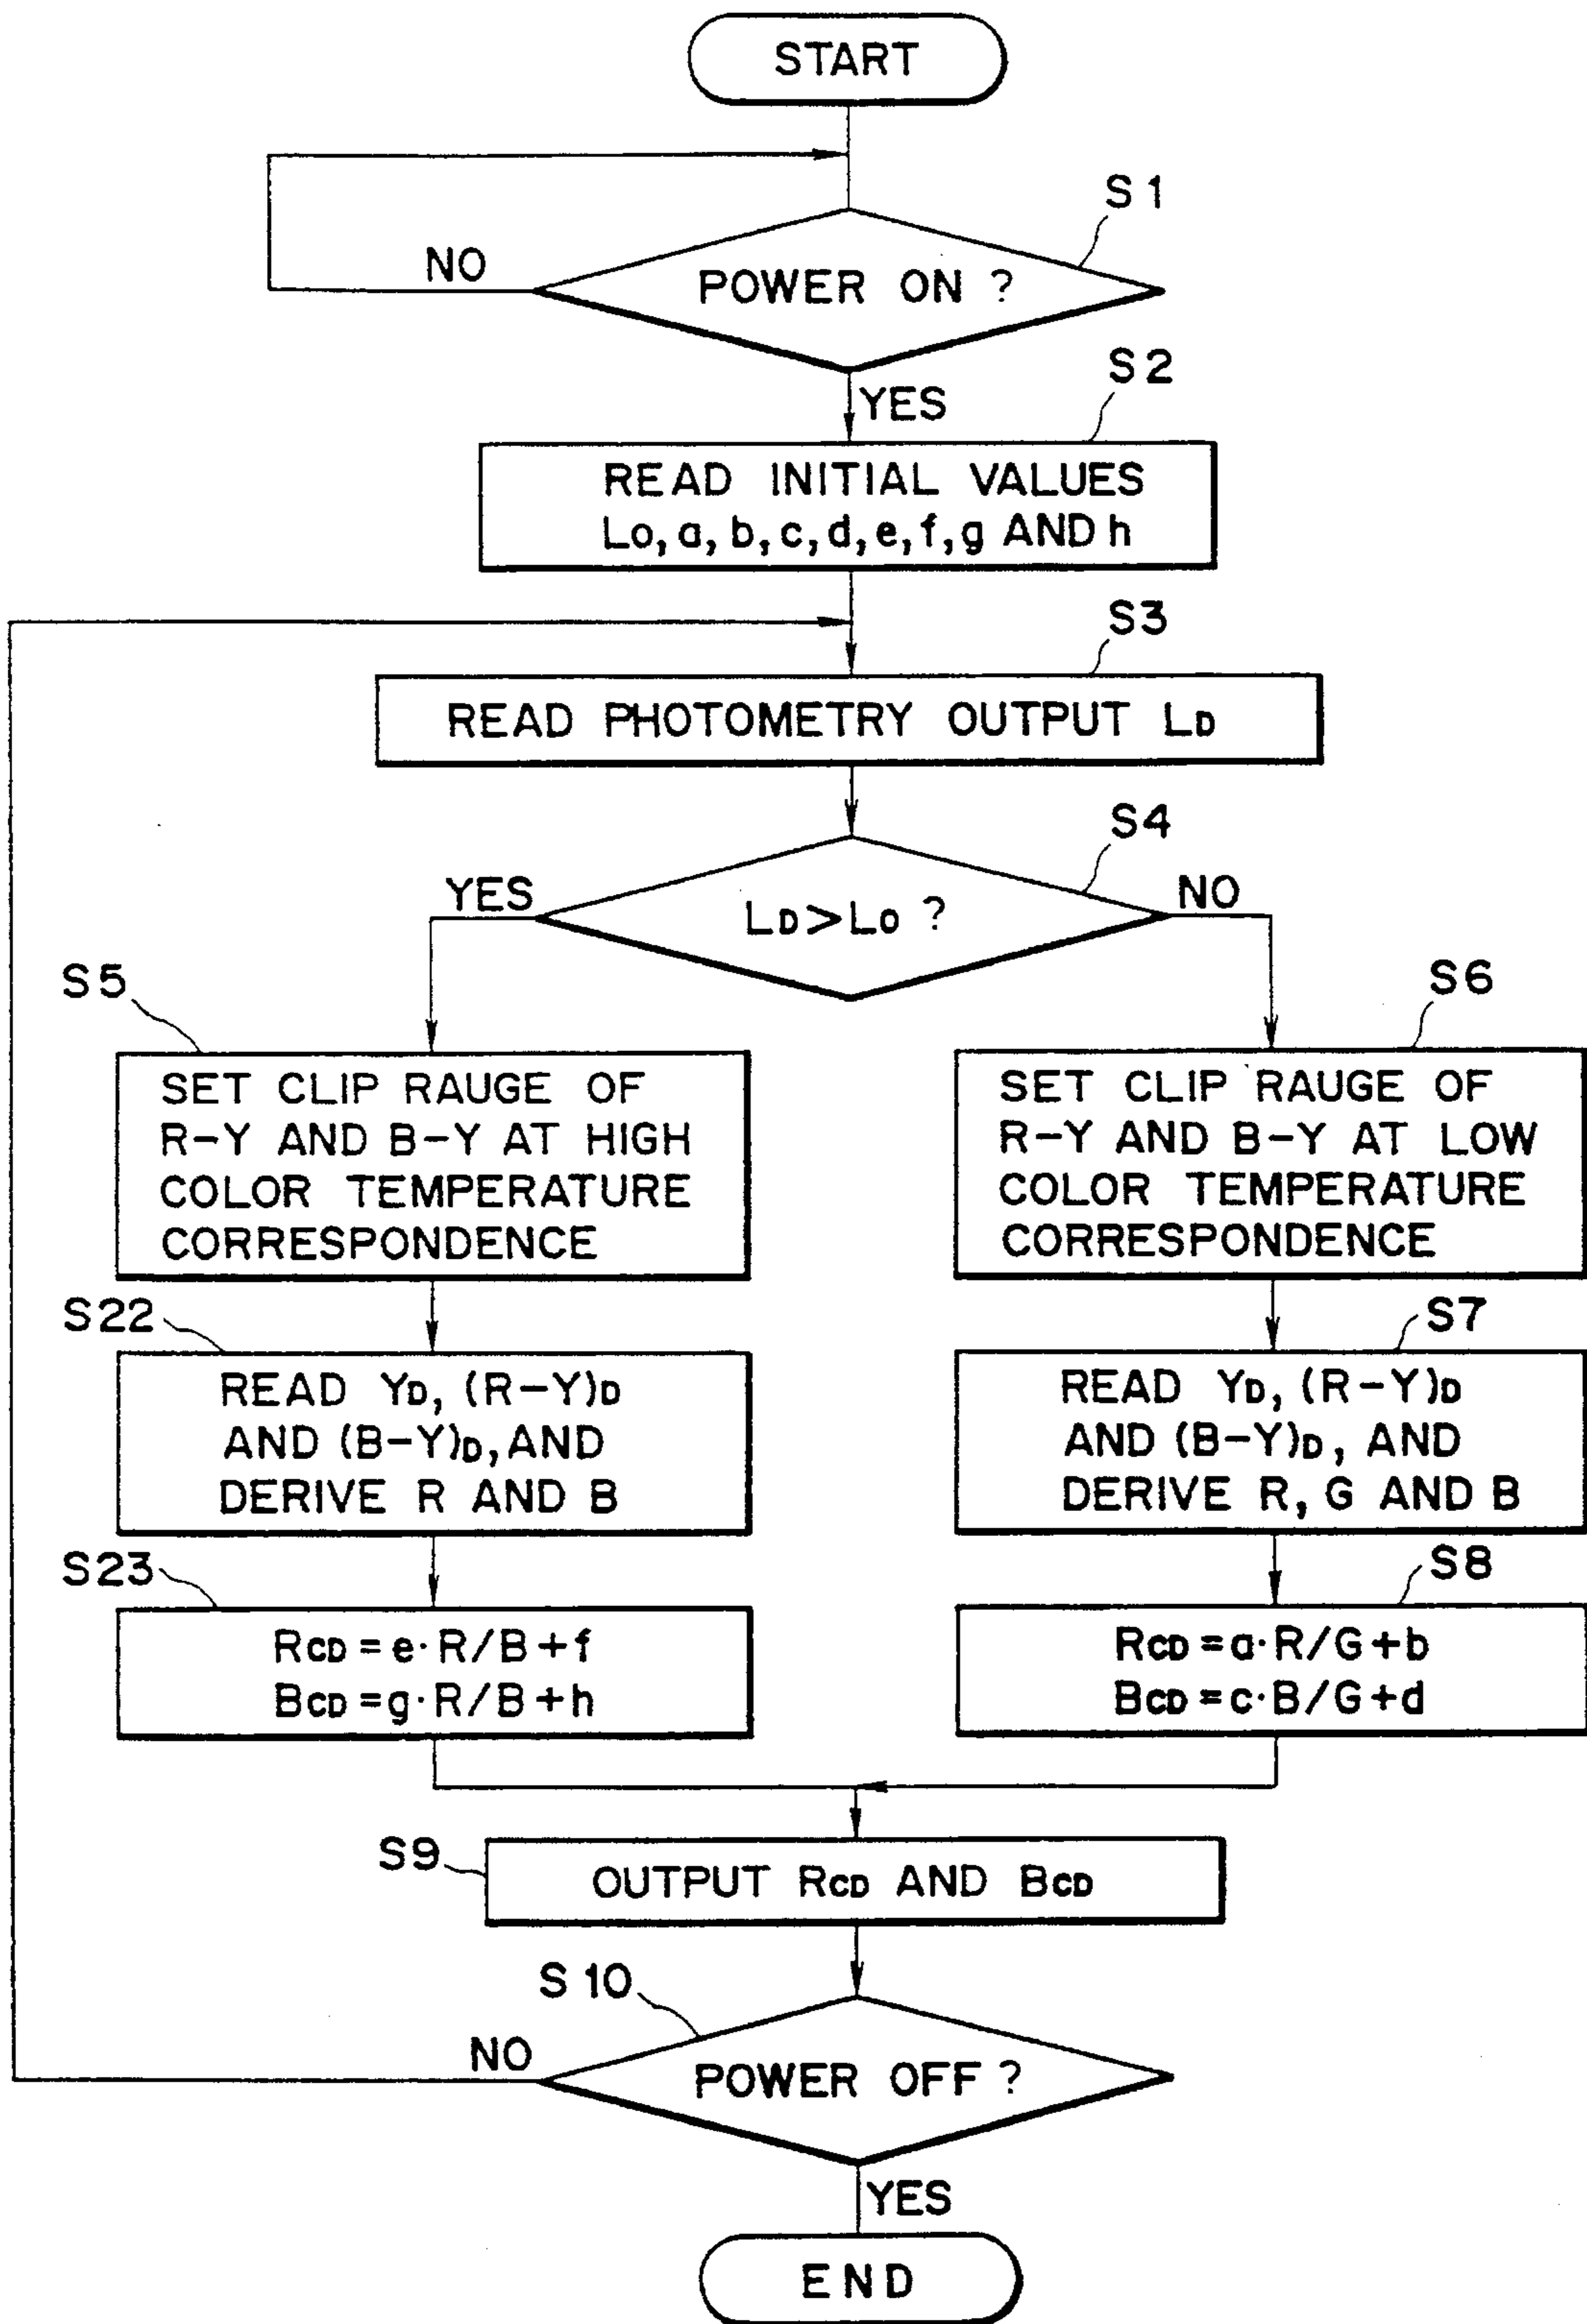 START
S1
NO
POWER ON ?
S2
YES
READ INITIAL VALUES
Lo, a, b, c, d, e, f, g AND h
S3
READ PHOTOMETRY OUTPUT LD
S4
YES
LD>LO ?
NO
S5
SET CLIP RAUGE OF
R-Y AND B-Y AT HIGH
COLOR TEMPERATURE
CORRESPONDENCE
S6
SET CLIP RAUGE OF
R-Y AND B-Y AT LOW
COLOR TEMPERATURE
CORRESPONDENCE
S22
READ YD, (R-Y)D
AND (B-Y)D, AND
DERIVE R AND B
S7
READ YD, (R-Y)D
AND (B-Y)D, AND
DERIVE R, G AND B
S23
RCD = e·R/B+f
BCD = g·R/B+h
S8
RCD = a·R/G+b
BCD = c·B/G+d
S9
OUTPUT RCD AND BCD
S10
NO
POWER OFF ?
YES
END